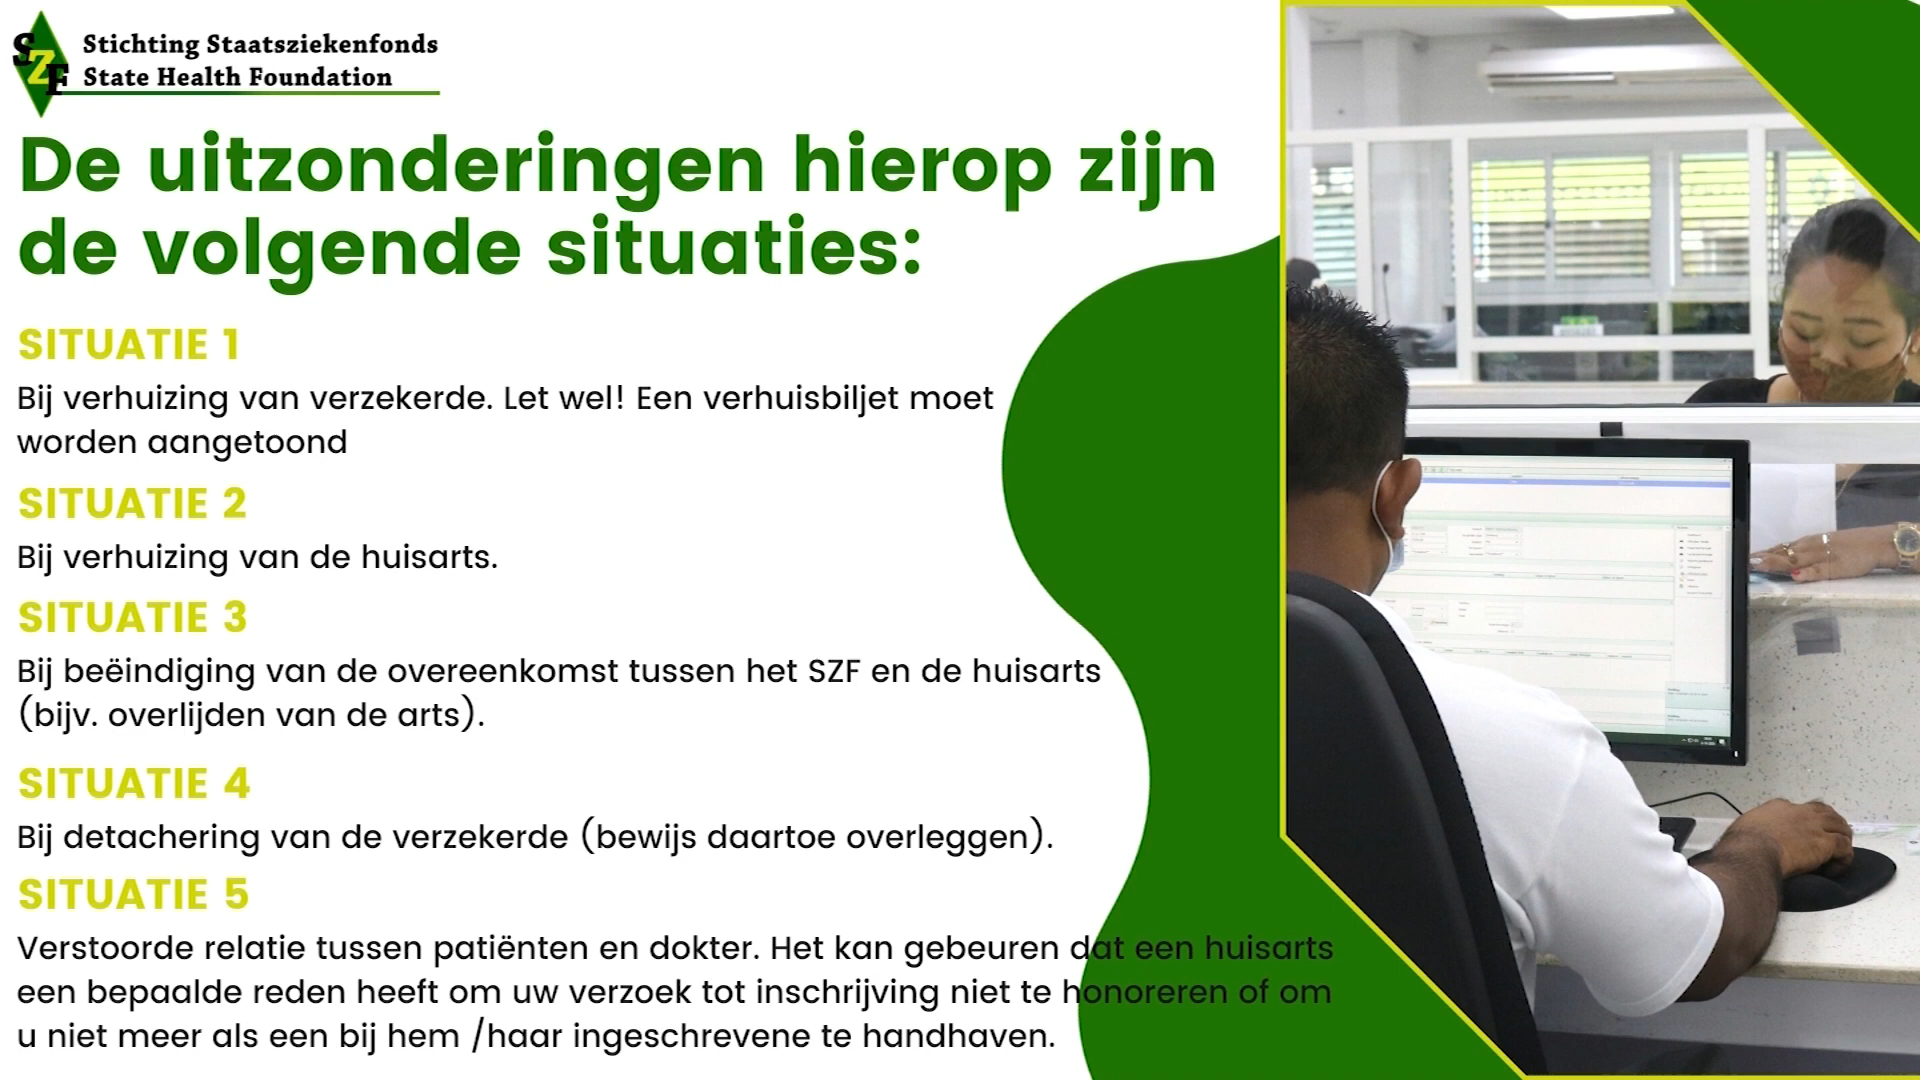 SZF
Stichting Staatsziekenfonds
State Health Foundation
De uitzonderingen hierop zijn
de volgende situaties:
SITUATIE 1
Bij verhuizing van verzekerde. Let wel! Een verhuisbiljet moet
worden aangetoond
SITUATIE 2
Bij verhuizing van de huisarts.
SITUATIE 3
Bij beëindiging van de overeenkomst tussen het SZF en de huisarts
(bijv. overlijden van de arts).
SITUATIE 4
Bij detachering van de verzekerde (bewijs daartoe overleggen).
SITUATIE 5
Verstoorde relatie tussen patiënten en dokter. Het kan gebeuren dat een huisarts
een bepaalde reden heeft om uw verzoek tot inschrijving niet te honoreren of om
u niet meer als een bij hem /haar ingeschrevene te handhaven.